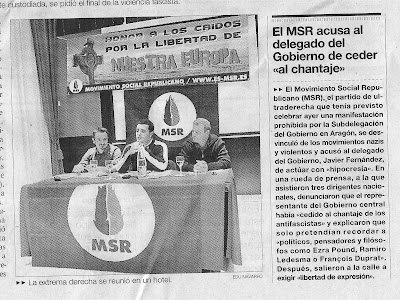 te custodiada, se pidió el final de la violencia fascista.
HONOR A LOS CAIDOS
POR LA LIBERTAD DE
NUESTRA EUROPA
MOVIMIENTO SOCIAL REPUBLICANO / WWW.ES-MSR.ES
MSR
MSR
EDU NAVARRO
▸▸ La extrema derecha se reunió en un hotel.
El MSR acusa al
delegado del
Gobierno de ceder
«al chantaje»
▸▸ El Movimiento Social Repu-
blicano (MSR), el partido de ul-
traderecha que tenía previsto
celebrar ayer una manifestación
prohibida por la Subdelegación
del Gobierno en Aragón, se des-
vinculó de los movimientos nazis
y violentos y acusó al delegado
del Gobierno, Javier Fernández,
de actuar con «hipocresía». En
una rueda de prensa, a la que
asistieron tres dirigentes nacio-
nales, denunciaron que el repre-
sentante del Gobierno central
había «cedido al chantaje de los
antifascistas» y explicaron que
solo pretendían recordar a
«políticos, pensadores y filóso-
fos como Ezra Pound, Ramiro
Ledesma o François Duprat».
Después, salieron a la calle a
exigir «libertad de expresión».